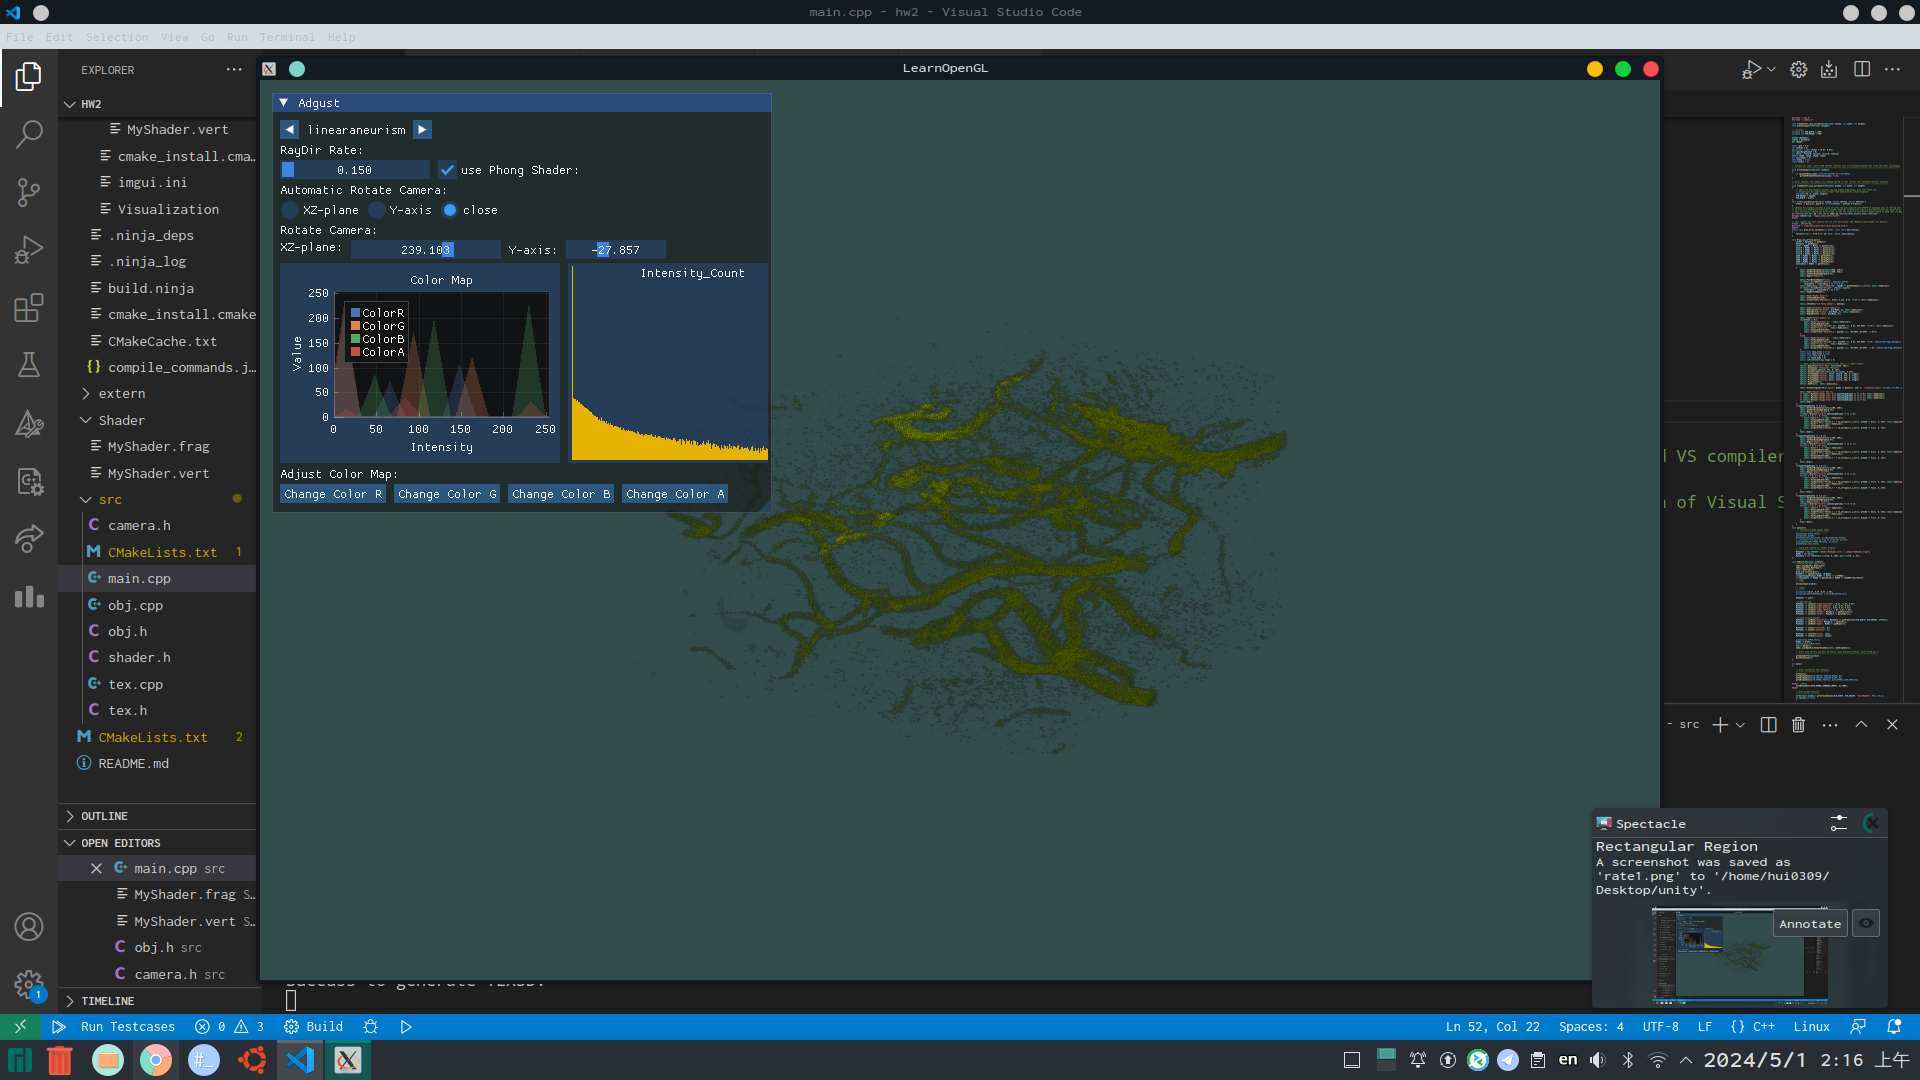 main.cpp - hw2 - Visual Studio Code
File Edit Selection View Go Run Terminal Help
EXPLORER
HW2
MyShader.vert
cmake_install.cma...
imgui.ini
Visualization
.ninja_deps
.ninja_log
build.ninja
cmake_install.cmake
CMakeCache.txt
compile_commands.j...
extern
Shader
MyShader.frag
MyShader.vert
src
camera.h
CMakeLists.txt 1
main.cpp
obj.cpp
obj.h
shader.h
tex.cpp
tex.h
CMakeLists.txt 2
README.md
OUTLINE
OPEN EDITORS
main.cpp src
MyShader.frag S...
MyShader.vert S...
obj.h src
camera.h src
TIMELINE
LearnOpenGL
Adgust
linearaneurism
RayDir Rate:
0.150 use Phong Shader:
Automatic Rotate Camera:
XZ-plane Y-axis close
Rotate Camera:
XZ-plane: 239.103 Y-axis: -27.857
Color Map
250
200
150
100
50
0
Value
ColorR
ColorG
ColorB
ColorA
0 50 100 150 200 250
Intensity
Intensity_Count
Adjust Color Map:
Change Color R Change Color G Change Color B Change Color A
VS compiler
of Visual S
- src
Spectacle
Rectangular Region
A screenshot was saved as
'rate1.png' to '/home/hui0309/
Desktop/unity'.
Annotate
1
Run Testcases 0 3 Build
Ln 52, Col 22 Spaces: 4 UTF-8 LF {} C++ Linux
en 2024/5/1 2:16 上午